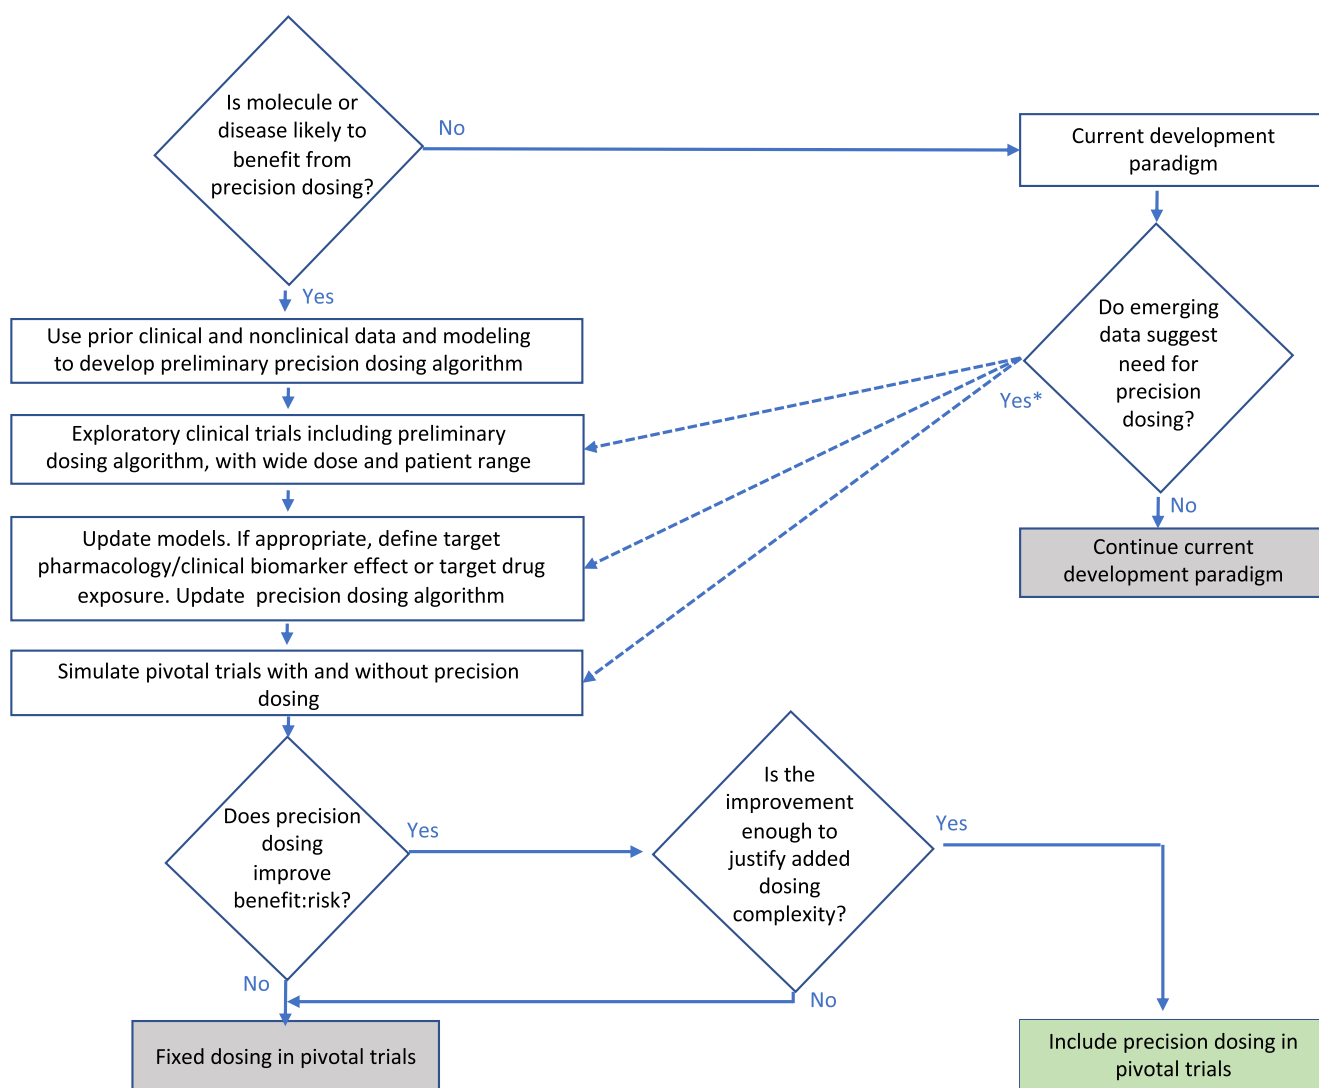 Is molecule or
disease likely to
benefit from
precision dosing?
No
Current development
paradigm
Yes
Use prior clinical and nonclinical data and modeling
to develop preliminary precision dosing algorithm
Do emerging
data suggest
need for
precision
dosing?
Yes*
Exploratory clinical trials including preliminary
dosing algorithm, with wide dose and patient range
No
Update models. If appropriate, define target
pharmacology/clinical biomarker effect or target drug
exposure. Update precision dosing algorithm
Continue current
development paradigm
Simulate pivotal trials with and without precision
dosing
Does precision
dosing
improve
benefit:risk?
Yes
Is the
improvement
enough to
justify added
dosing
complexity?
Yes
No
No
Fixed dosing in pivotal trials
Include precision dosing in
pivotal trials